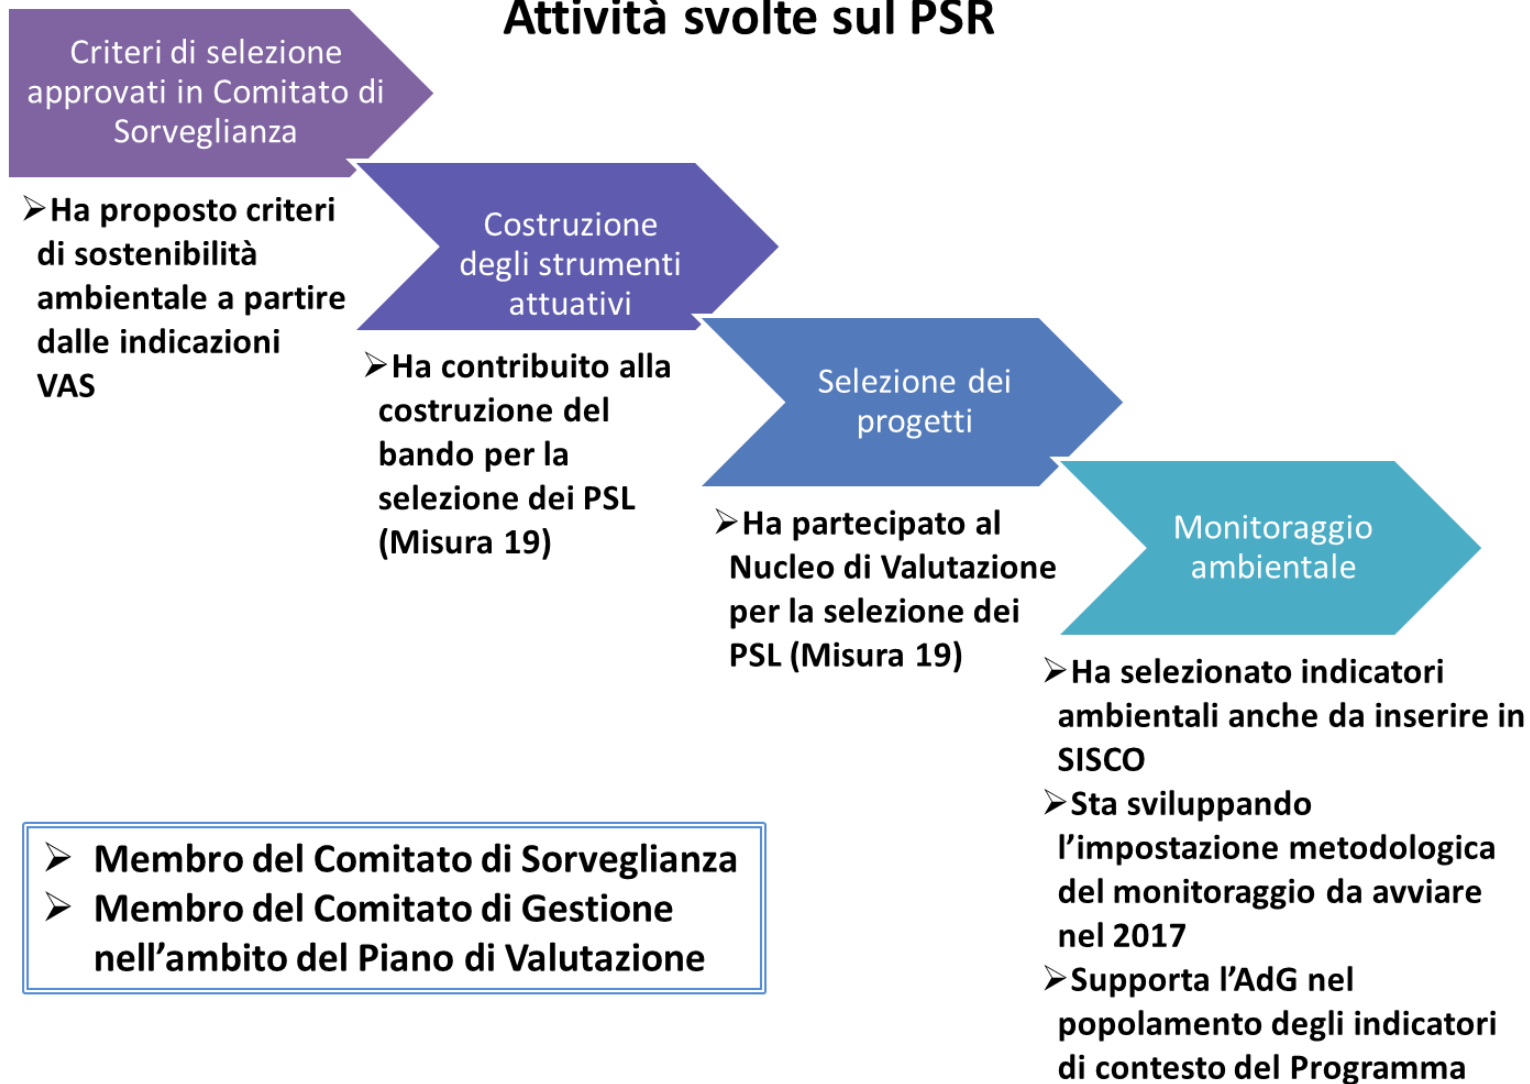 Attività svolte sul PSR
Criteri di selezione
approvati in Comitato di
Sorveglianza
➢Ha proposto criteri
di sostenibilità
ambientale a partire
dalle indicazioni
VAS
Costruzione
degli strumenti
attuativi
➢Ha contribuito alla
costruzione del
bando per la
selezione dei PSL
(Misura 19)
Selezione dei
progetti
➢Ha partecipato al
Nucleo di Valutazione
per la selezione dei
PSL (Misura 19)
Monitoraggio
ambientale
➢Ha selezionato indicatori
ambientali anche da inserire in
SISCO
➢Sta sviluppando
l’impostazione metodologica
del monitoraggio da avviare
nel 2017
➢Supporta l’AdG nel
popolamento degli indicatori
di contesto del Programma
➢ Membro del Comitato di Sorveglianza
➢ Membro del Comitato di Gestione
nell’ambito del Piano di Valutazione